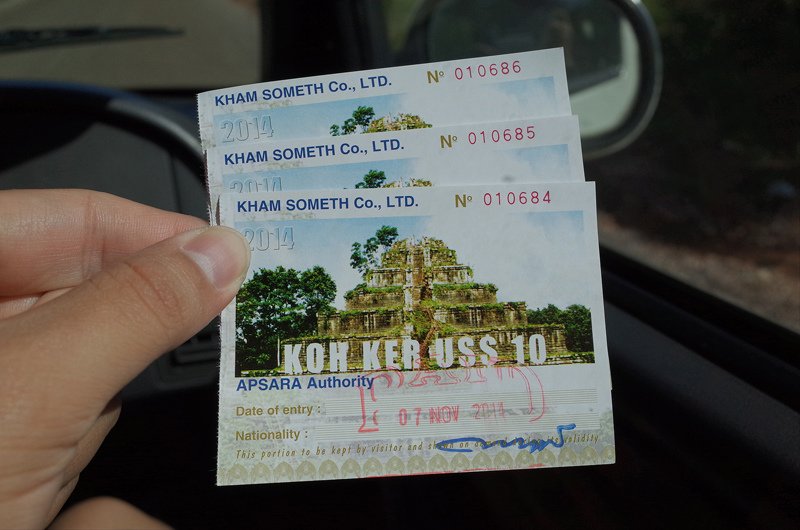 KHAM SOMETH Co., LTD. Nº 010686
2014
KHAM SOMETH Co., LTD. Nº 010685
2014
KHAM SOMETH Co., LTD. Nº 010684
2014
KOH KER US$ 10
APSARA Authority
Date of entry : 07 NOV 2014
Nationality :
This portion to be kept by visitor and shown on validity